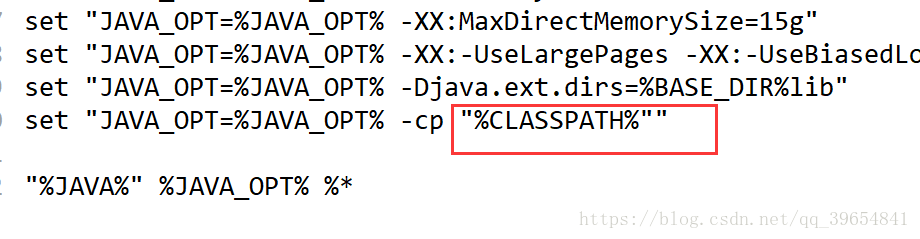 set "JAVA_OPT=%JAVA_OPT% -XX:MaxDirectMemorySize=15g"
set "JAVA_OPT=%JAVA_OPT% -XX:-UseLargePages -XX:-UseBiasedLo
set "JAVA_OPT=%JAVA_OPT% -Djava.ext.dirs=%BASE_DIR%lib"
set "JAVA_OPT=%JAVA_OPT% -cp "%CLASSPATH%""
"%JAVA%" %JAVA_OPT% %*
https://blog.csdn.net/qq_39654841